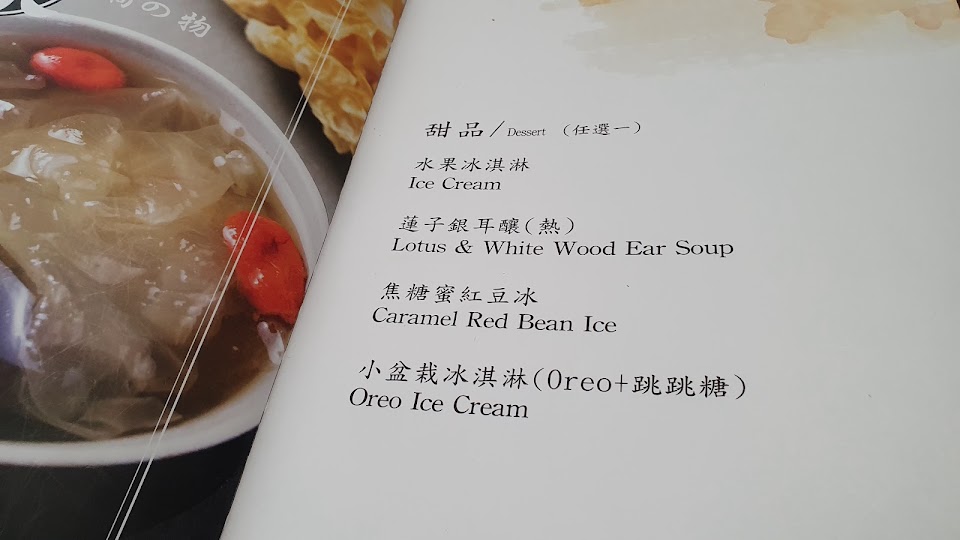 の物
甜品/Dessert (任選一)
水果冰淇淋
Ice Cream
蓮子銀耳釀(熱)
Lotus & White Wood Ear Soup
焦糖蜜紅豆冰
Caramel Red Bean Ice
小盆栽冰淇淋(Oreo+跳跳糖)
Oreo Ice Cream